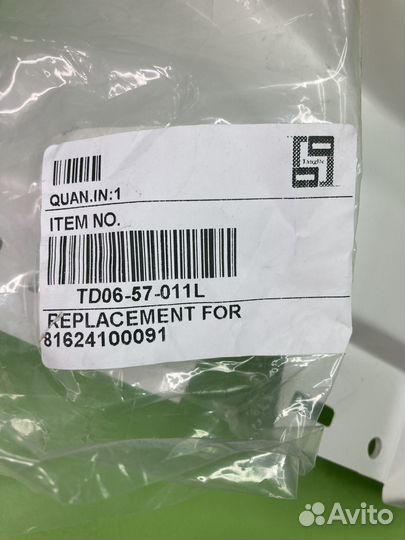 QUAN.IN:1
ITEM NO.
TD06-57-011L
REPLACEMENT FOR
81624100091
Avito